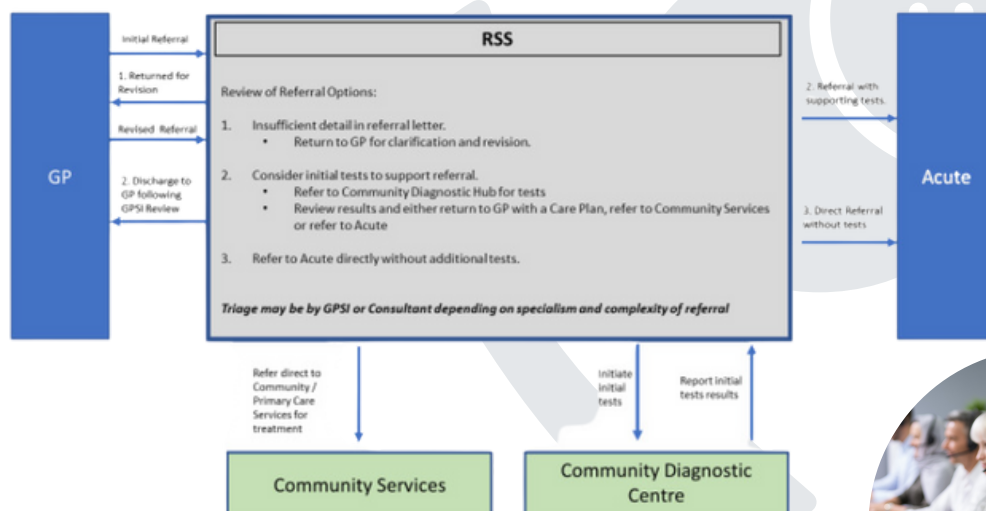 RSS
Initial Referral
1. Returned for
Revision
Revised Referral
2. Discharge to
GP following
GPSI Review
GP
Review of Referral Options:
1. Insufficient detail in referral letter.
• Return to GP for clarification and revision.
2. Consider initial tests to support referral.
• Refer to Community Diagnostic Hub for tests
• Review results and either return to GP with a Care Plan, refer to Community Services
or refer to Acute
3. Refer to Acute directly without additional tests.
Triage may be by GPSI or Consultant depending on specialism and complexity of referral
2. Referral with
supporting tests.
3. Direct Referral
without tests
Acute
Refer direct to
Community /
Primary Care
Services for
treatment
Initiate
initial
tests
Report initial
tests results
Community Services
Community Diagnostic
Centre